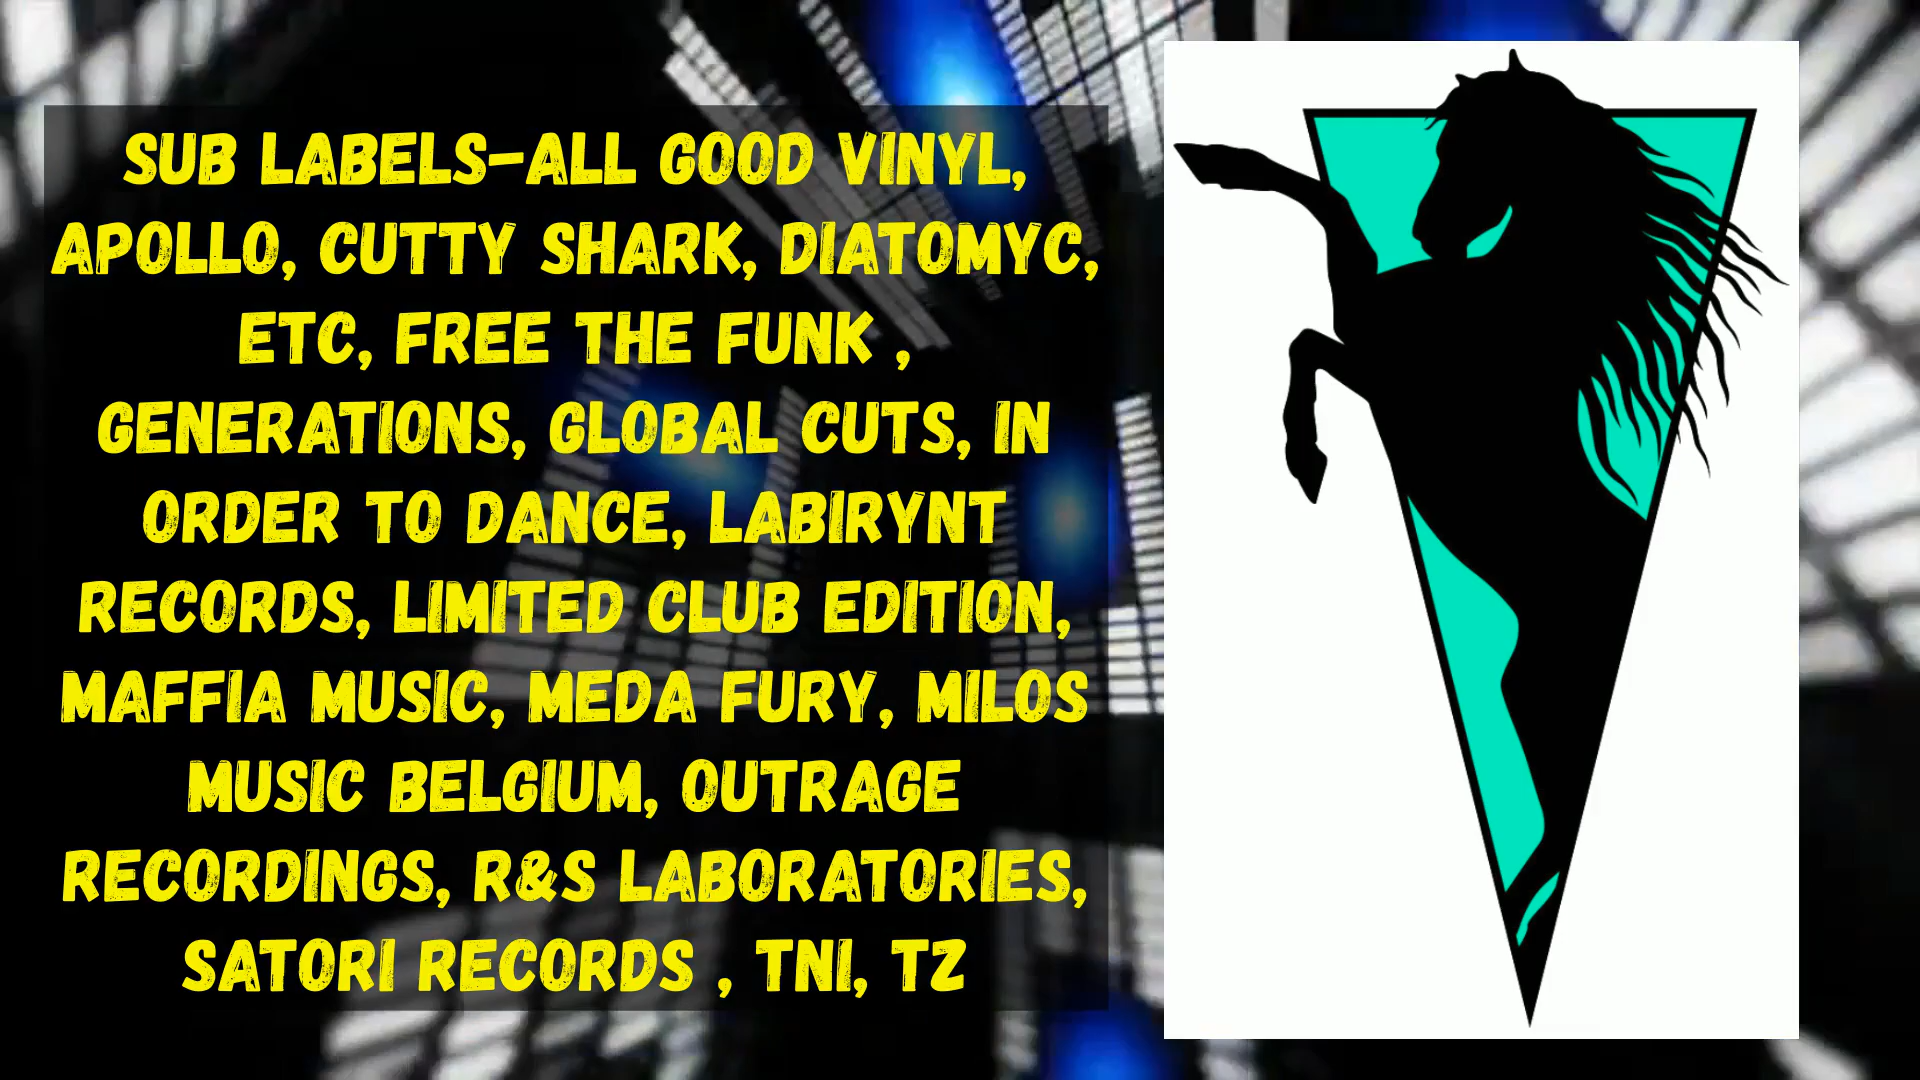 SUB LABELS-ALL GOOD VINYL,
APOLLO, CUTTY SHARK, DIATOMYC,
ETC, FREE THE FUNK ,
GENERATIONS, GLOBAL CUTS, IN
ORDER TO DANCE, LABIRYNT
RECORDS, LIMITED CLUB EDITION,
MAFFIA MUSIC, MEDA FURY, MILOS
MUSIC BELGIUM, OUTRAGE
RECORDINGS, R&S LABORATORIES,
SATORI RECORDS , TNI, TZ